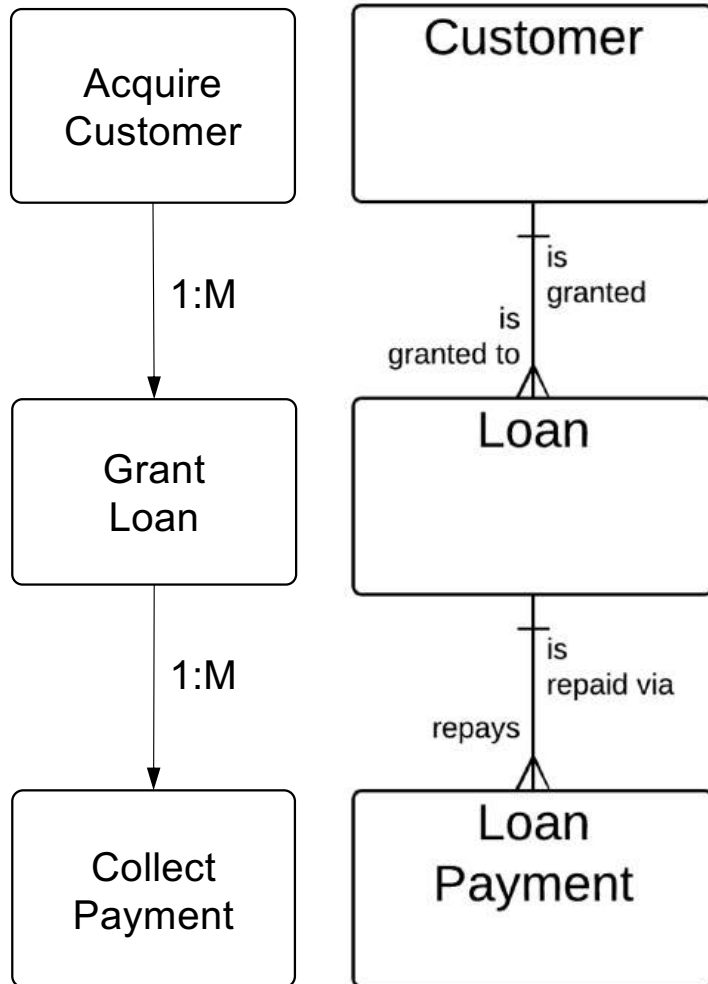 Acquire
Customer
1:M
Grant
Loan
1:M
Collect
Payment
Customer
is
granted
is
granted to
Loan
is
repaid via
repays
Loan
Payment